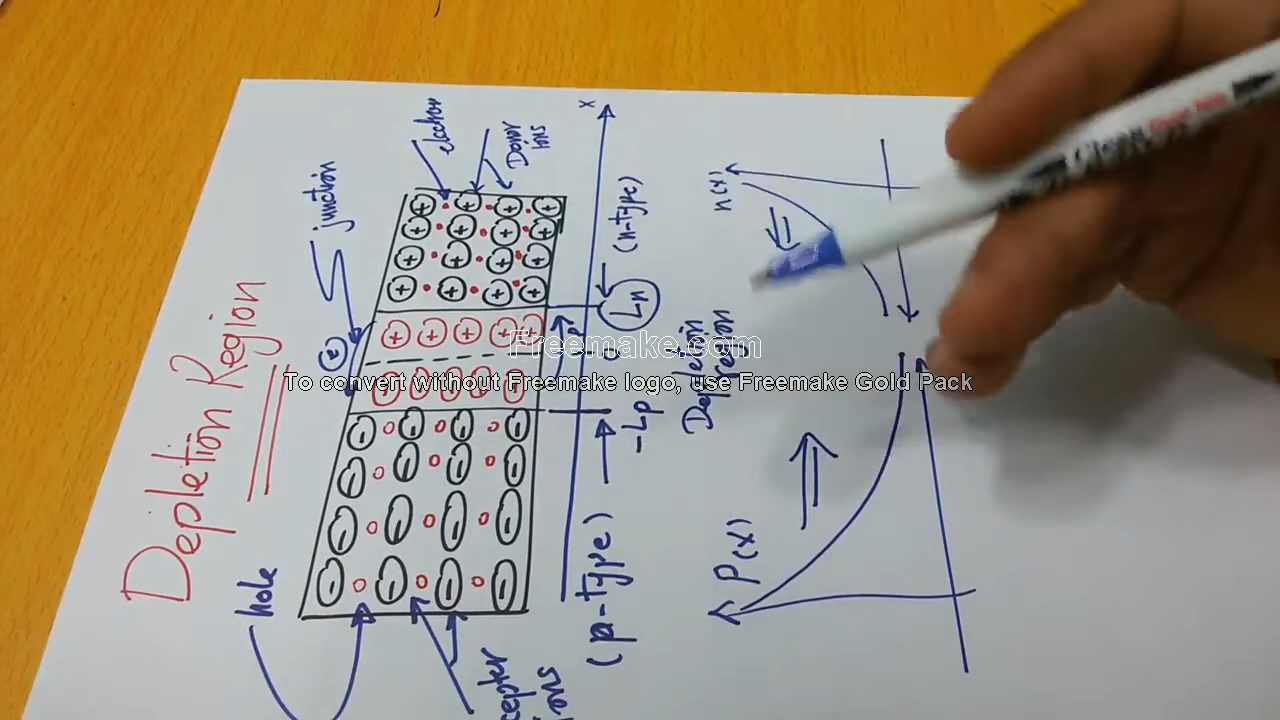 Depletion Region
junction
electron
Donor
ions
x
(n-type)
Ln
0
-Lp
(p-type)
hole
ions
Depletion
region
n(x)
P(x)
Freemake.com
To convert without Freemake logo, use Freemake Gold Pack